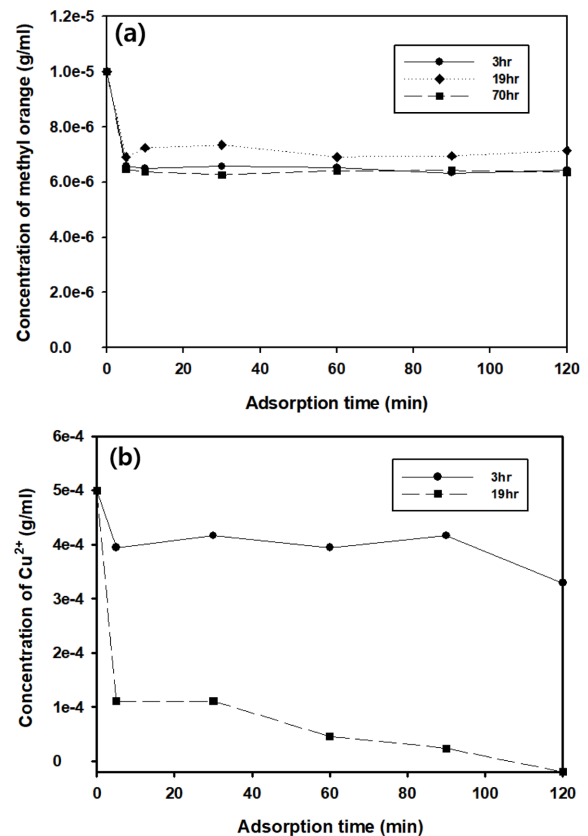 (a)
Concentration of methyl orange (g/ml)
1.2e-5
1.0e-5
8.0e-6
6.0e-6
4.0e-6
2.0e-6
0.0
3hr
19hr
70hr
0 20 40 60 80 100 120
Adsorption time (min)
(b)
Concentration of Cu²⁺ (g/ml)
6e-4
5e-4
4e-4
3e-4
2e-4
1e-4
0
3hr
19hr
0 20 40 60 80 100 120
Adsorption time (min)